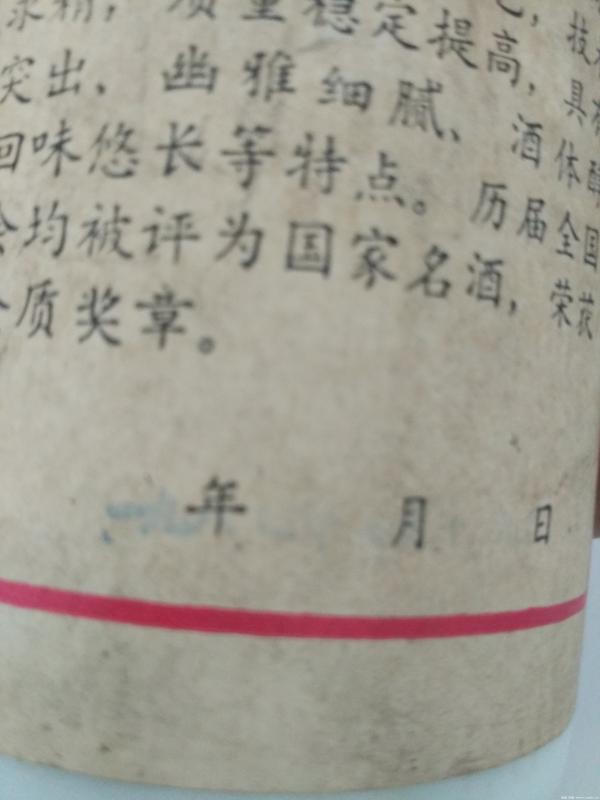 求精，质量稳定提高，技
突出、幽雅细腻、酒体醇
回味悠长等特点。历届全国
会均被评为国家名酒，荣获
金质奖章。
年 月 日